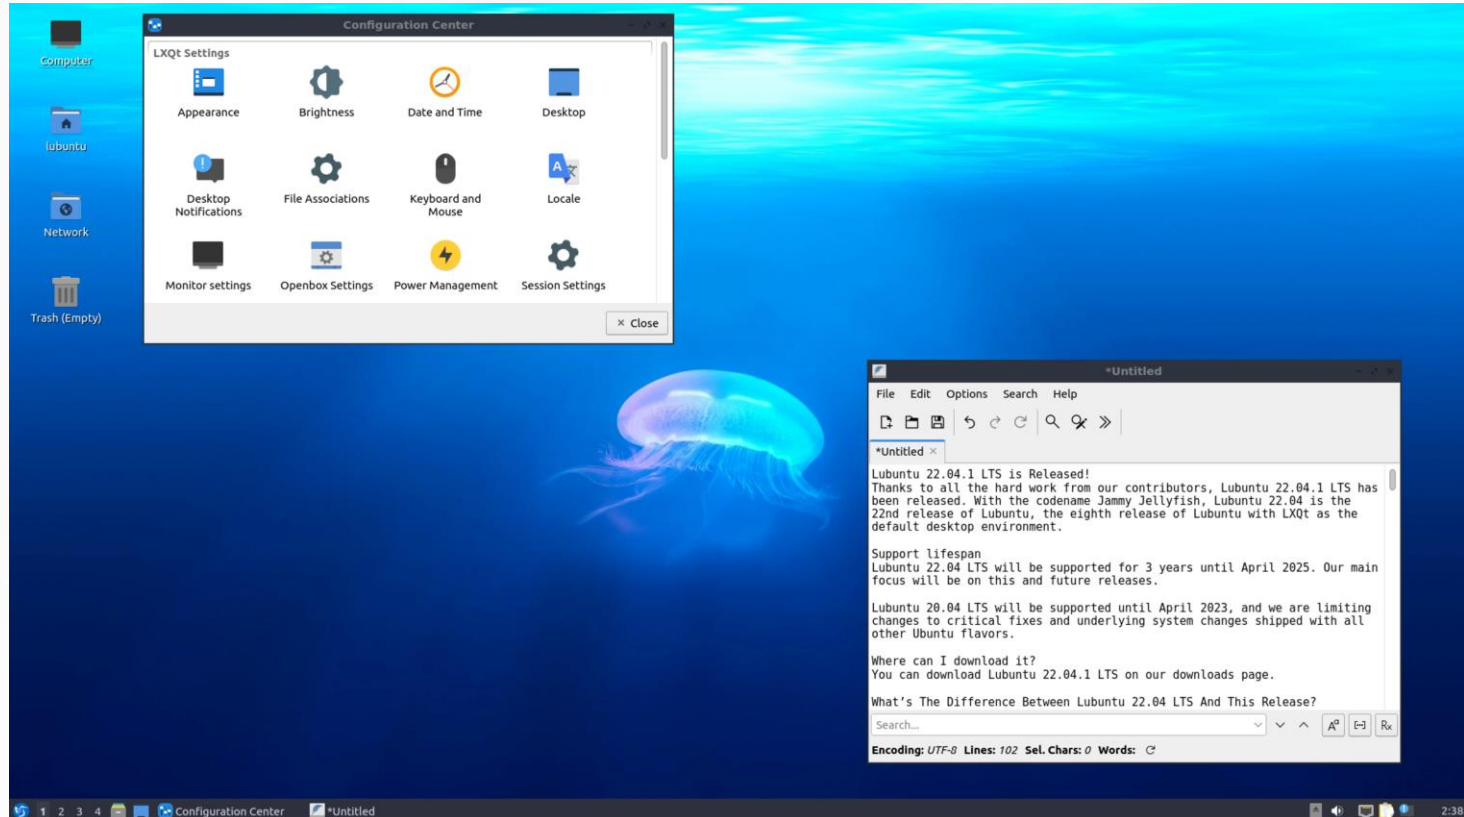 Computer
lubuntu
Network
Trash (Empty)
Configuration Center
LXQt Settings
Appearance
Brightness
Date and Time
Desktop
Desktop
Notifications
File Associations
Keyboard and
Mouse
Locale
Monitor settings
Openbox Settings
Power Management
Session Settings
× Close
*Untitled
File Edit Options Search Help
*Untitled ×
Lubuntu 22.04.1 LTS is Released!
Thanks to all the hard work from our contributors, Lubuntu 22.04.1 LTS has
been released. With the codename Jammy Jellyfish, Lubuntu 22.04 is the
22nd release of Lubuntu, the eighth release of Lubuntu with LXQt as the
default desktop environment.
Support lifespan
Lubuntu 22.04 LTS will be supported for 3 years until April 2025. Our main
focus will be on this and future releases.
Lubuntu 20.04 LTS will be supported until April 2023, and we are limiting
changes to critical fixes and underlying system changes shipped with all
other Ubuntu flavors.
Where can I download it?
You can download Lubuntu 22.04.1 LTS on our downloads page.
What's The Difference Between Lubuntu 22.04 LTS And This Release?
Search...
Encoding: UTF-8 Lines: 102 Sel. Chars: 0 Words:
1 2 3 4 Configuration Center *Untitled 2:38